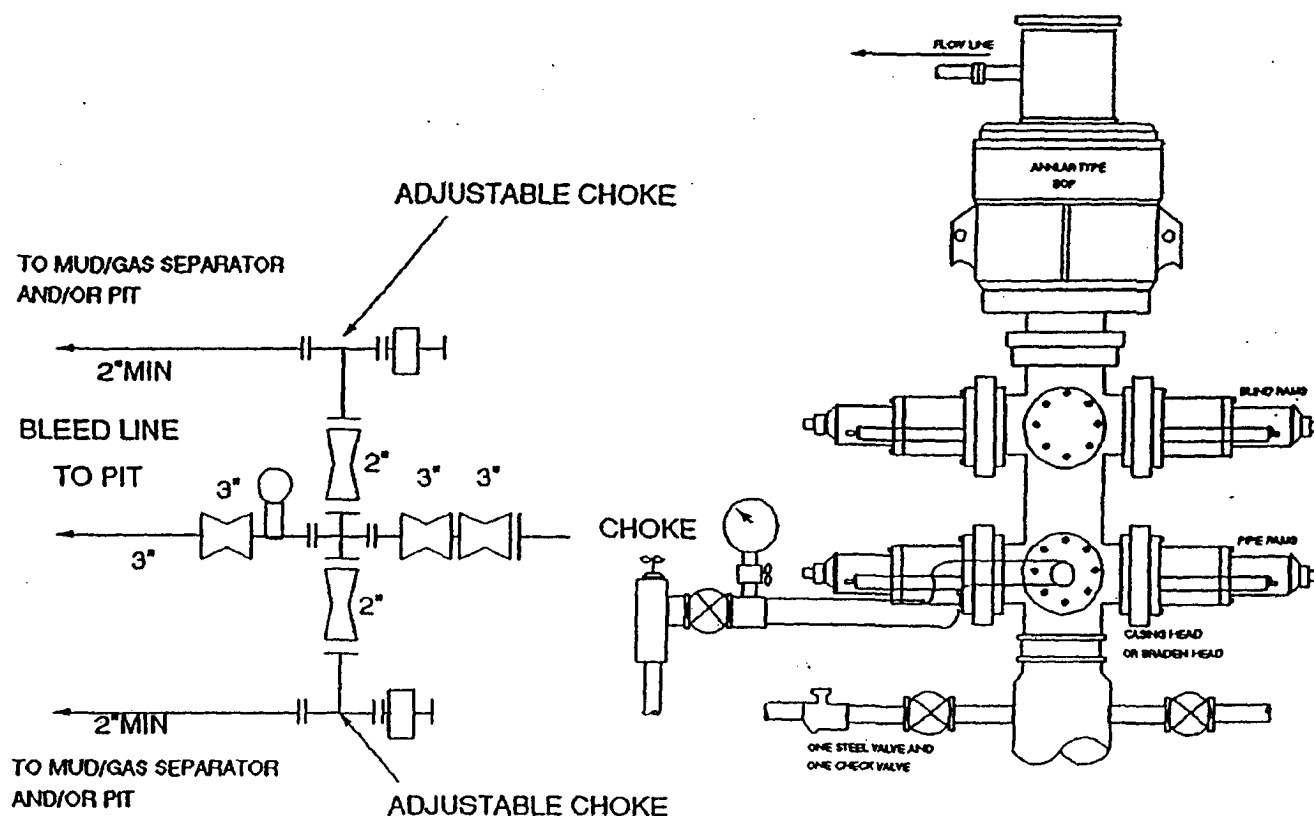 FLOW LINE
ANNLAR TYPE
BOP
ADJUSTABLE CHOKE
TO MUD/GAS SEPARATOR
AND/OR PIT
2"MIN
BLEED LINE
TO PIT
2"
3"
3"
3"
3"
2"
2"MIN
TO MUD/GAS SEPARATOR
AND/OR PIT
ADJUSTABLE CHOKE
BLIND RAMS
CHOKE
PIPE RAMS
CASING HEAD
OR BRADEN HEAD
ONE STEEL VALVE AND
ONE CHECK VALVE